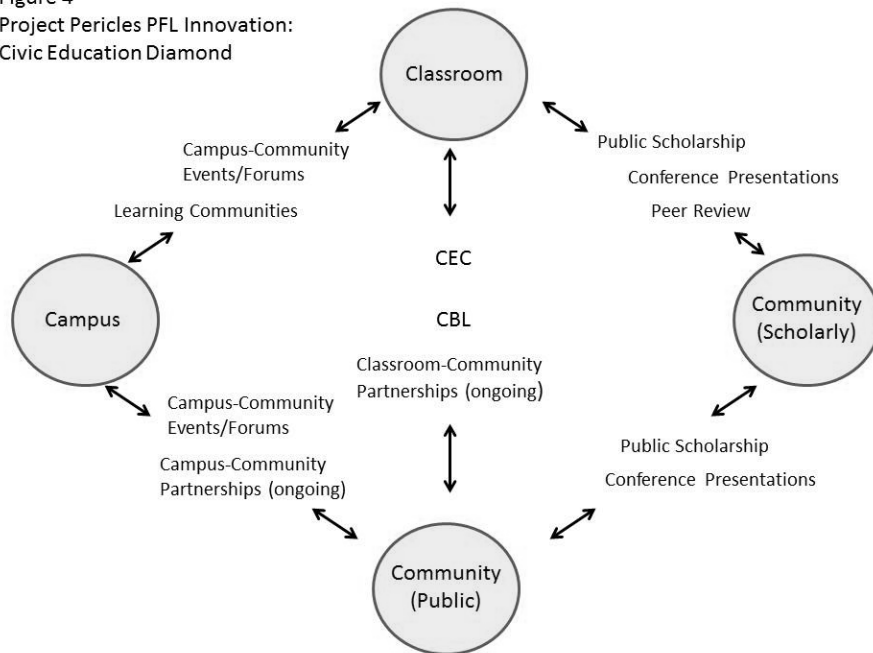 Figure 4
Project Pericles PFL Innovation:
Civic Education Diamond
Classroom
Campus-Community
Events/Forums
Learning Communities
Public Scholarship
Conference Presentations
Peer Review
CEC
CBL
Classroom-Community
Partnerships (ongoing)
Campus
Community
(Scholarly)
Campus-Community
Events/Forums
Campus-Community
Partnerships (ongoing)
Public Scholarship
Conference Presentations
Community
(Public)